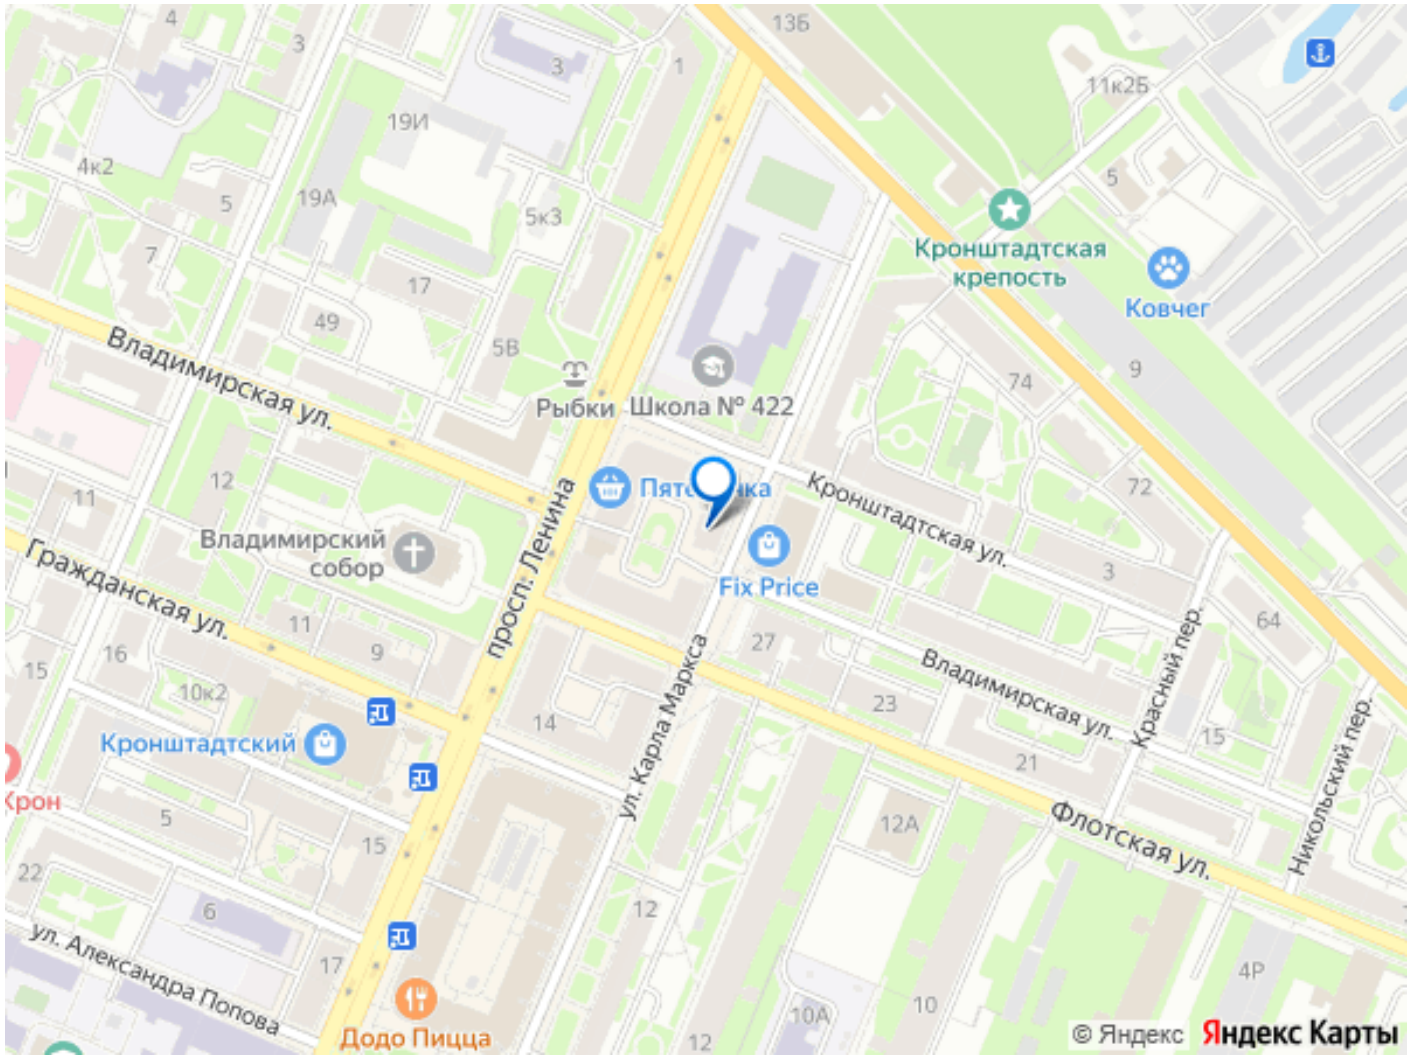 4
3
3
1
13Б
11к2Б
19И
4к2
5
19А
5к3
5
Кронштадтская
крепость
7
17
Ковчег
49
5В
9
Владимирская ул.
74
Рыбки
Школа № 422
12
11
Пят
ка
Кронштадтская ул.
72
Владимирский
собор
просп. Ленина
Fix Price
3
Гражданская ул.
11
9
16
15
27
64
Владимирская ул.
Красный пер.
10к2
14
23
15
Кронштадтский
ул. Карла Маркса
21
Никольский пер.
Крон
5
15
12А
Флотская ул.
22
6
12
ул. Александра Попова
17
4Р
10
10А
Додо Пицца
12
© Яндекс
Яндекс Карты